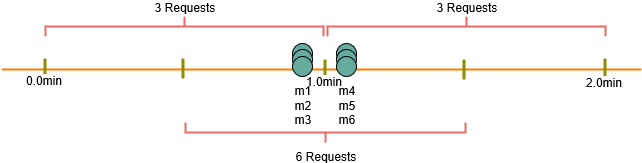 3 Requests
3 Requests
0.0min
1.0min
2.0min
m1
m2
m3
m4
m5
m6
6 Requests